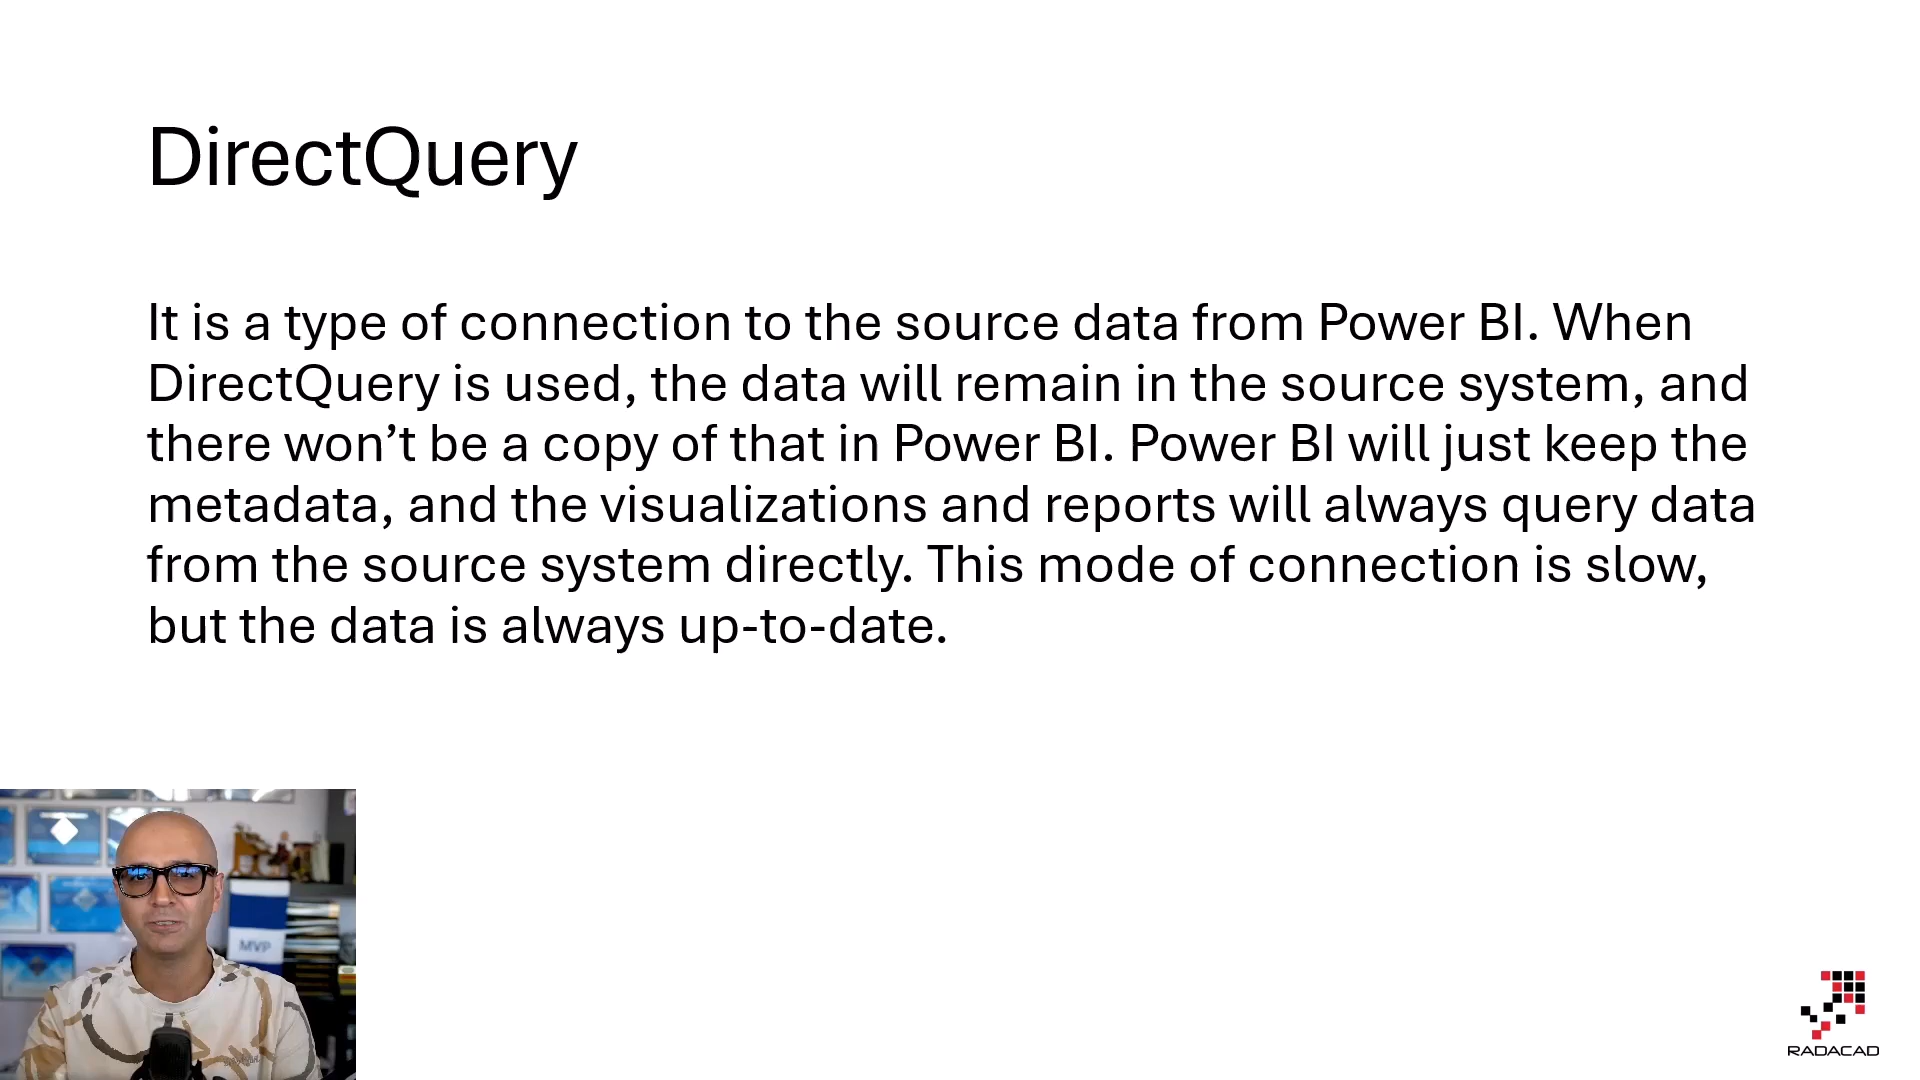 DirectQuery
It is a type of connection to the source data from Power BI. When
DirectQuery is used, the data will remain in the source system, and
there won’t be a copy of that in Power BI. Power BI will just keep the
metadata, and the visualizations and reports will always query data
from the source system directly. This mode of connection is slow,
but the data is always up-to-date.
MVP
RADACAD